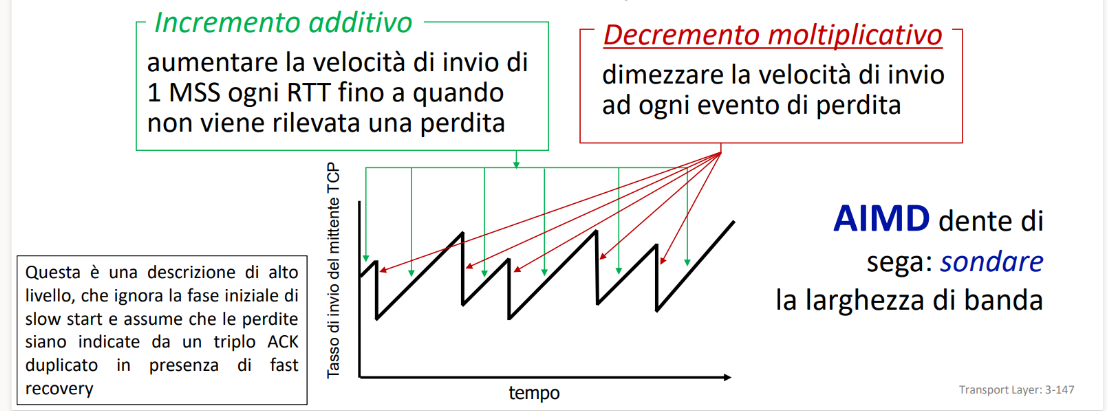 Incremento additivo
aumentare la velocità di invio di
1 MSS ogni RTT fino a quando
non viene rilevata una perdita
Decremento moltiplicativo
dimezzare la velocità di invio
ad ogni evento di perdita
Tasso di invio del mittente TCP
tempo
AIMD dente di
sega: sondare
la larghezza di banda
Questa è una descrizione di alto
livello, che ignora la fase iniziale di
slow start e assume che le perdite
siano indicate da un triplo ACK
duplicato in presenza di fast
recovery
Transport Layer: 3-147